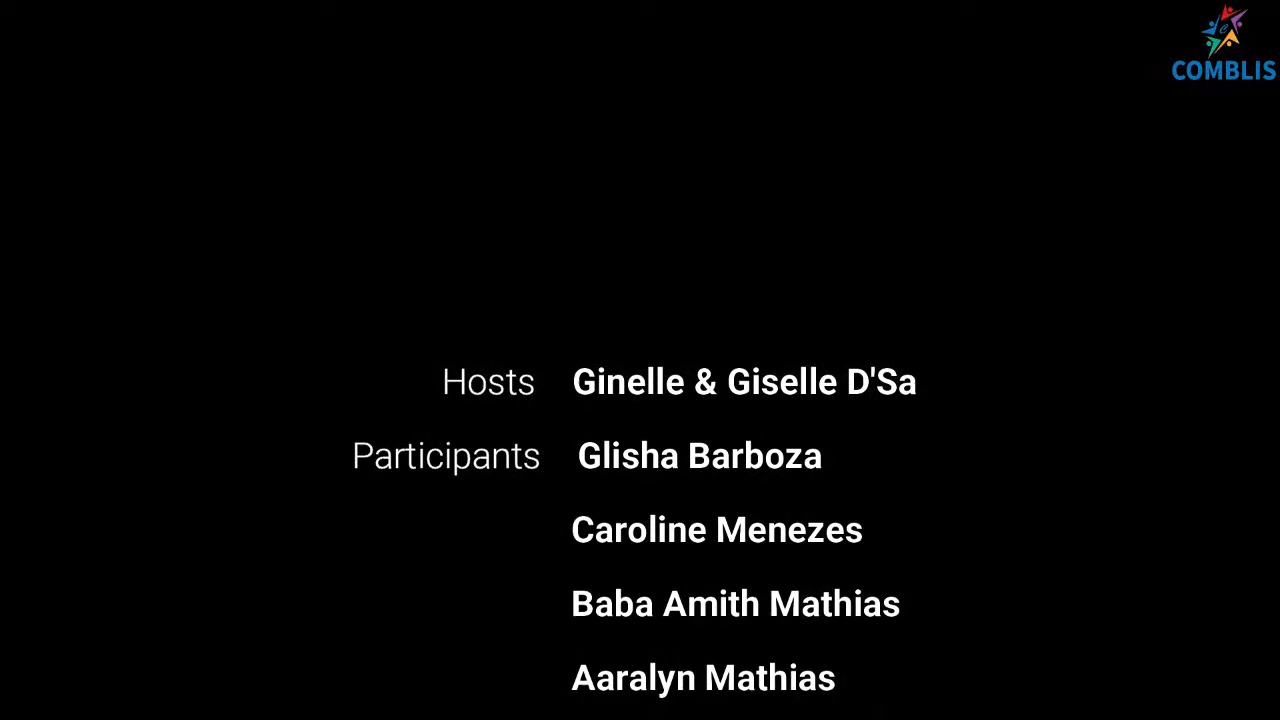 COMBLIS
Hosts Ginelle & Giselle D'Sa
Participants Glisha Barboza
Caroline Menezes
Baba Amith Mathias
Aaralyn Mathias